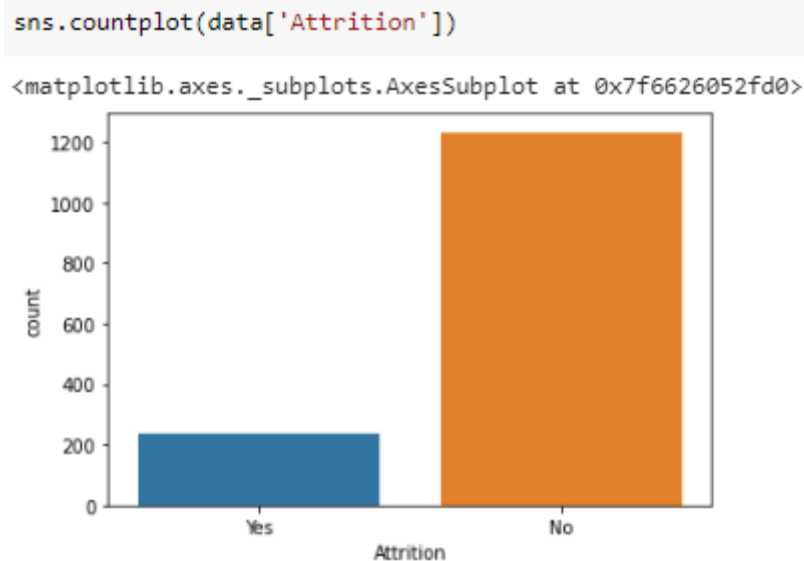 sns.countplot(data['Attrition'])
<matplotlib.axes._subplots.AxesSubplot at 0x7f6626052fd0>
1200
1000
800
600
400
200
0
count
Yes No
Attrition